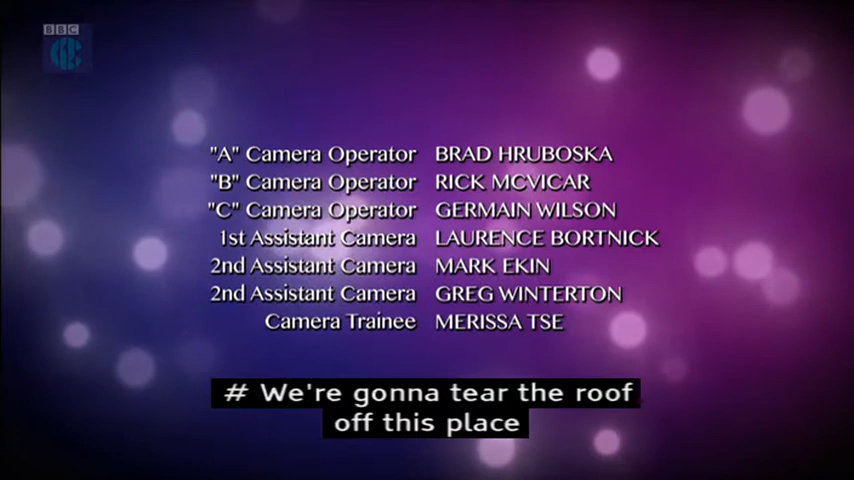 BBC
"A" Camera Operator BRAD HRUBOSKA
"B" Camera Operator RICK MCVICAR
"C" Camera Operator GERMAIN WILSON
1st Assistant Camera LAURENCE BORTNICK
2nd Assistant Camera MARK EKIN
2nd Assistant Camera GREG WINTERTON
Camera Trainee MERISSA TSE
# We're gonna tear the roof
off this place